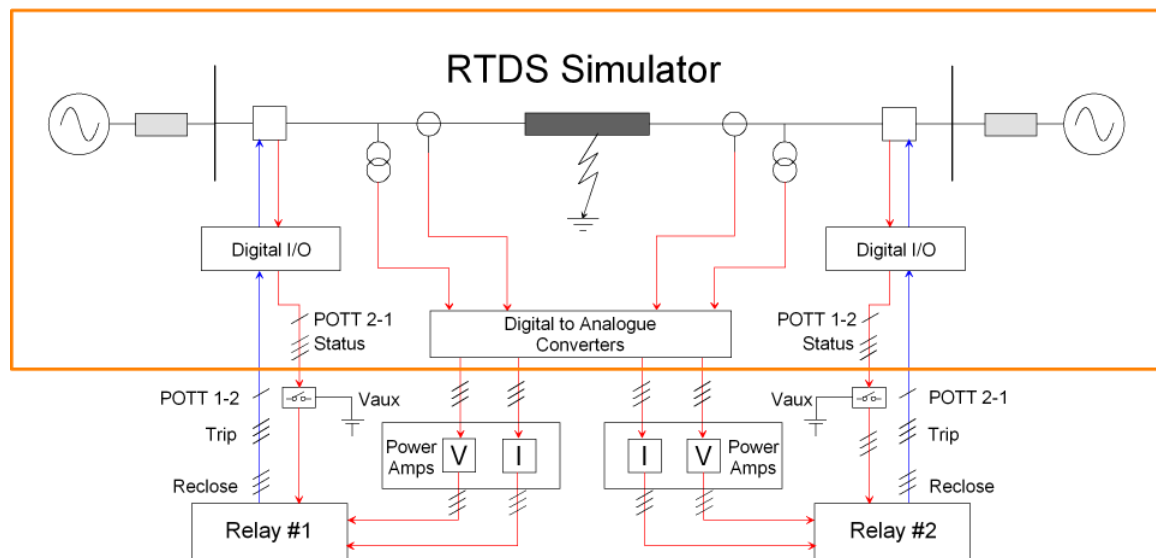 RTDS Simulator
Digital I/O
Digital I/O
POTT 2-1
Status
Digital to Analogue
Converters
POTT 1-2
Status
POTT 1-2
Vaux
Vaux
POTT 2-1
Trip
Power
Amps
V
I
I
V
Power
Amps
Trip
Reclose
Reclose
Relay #1
Relay #2